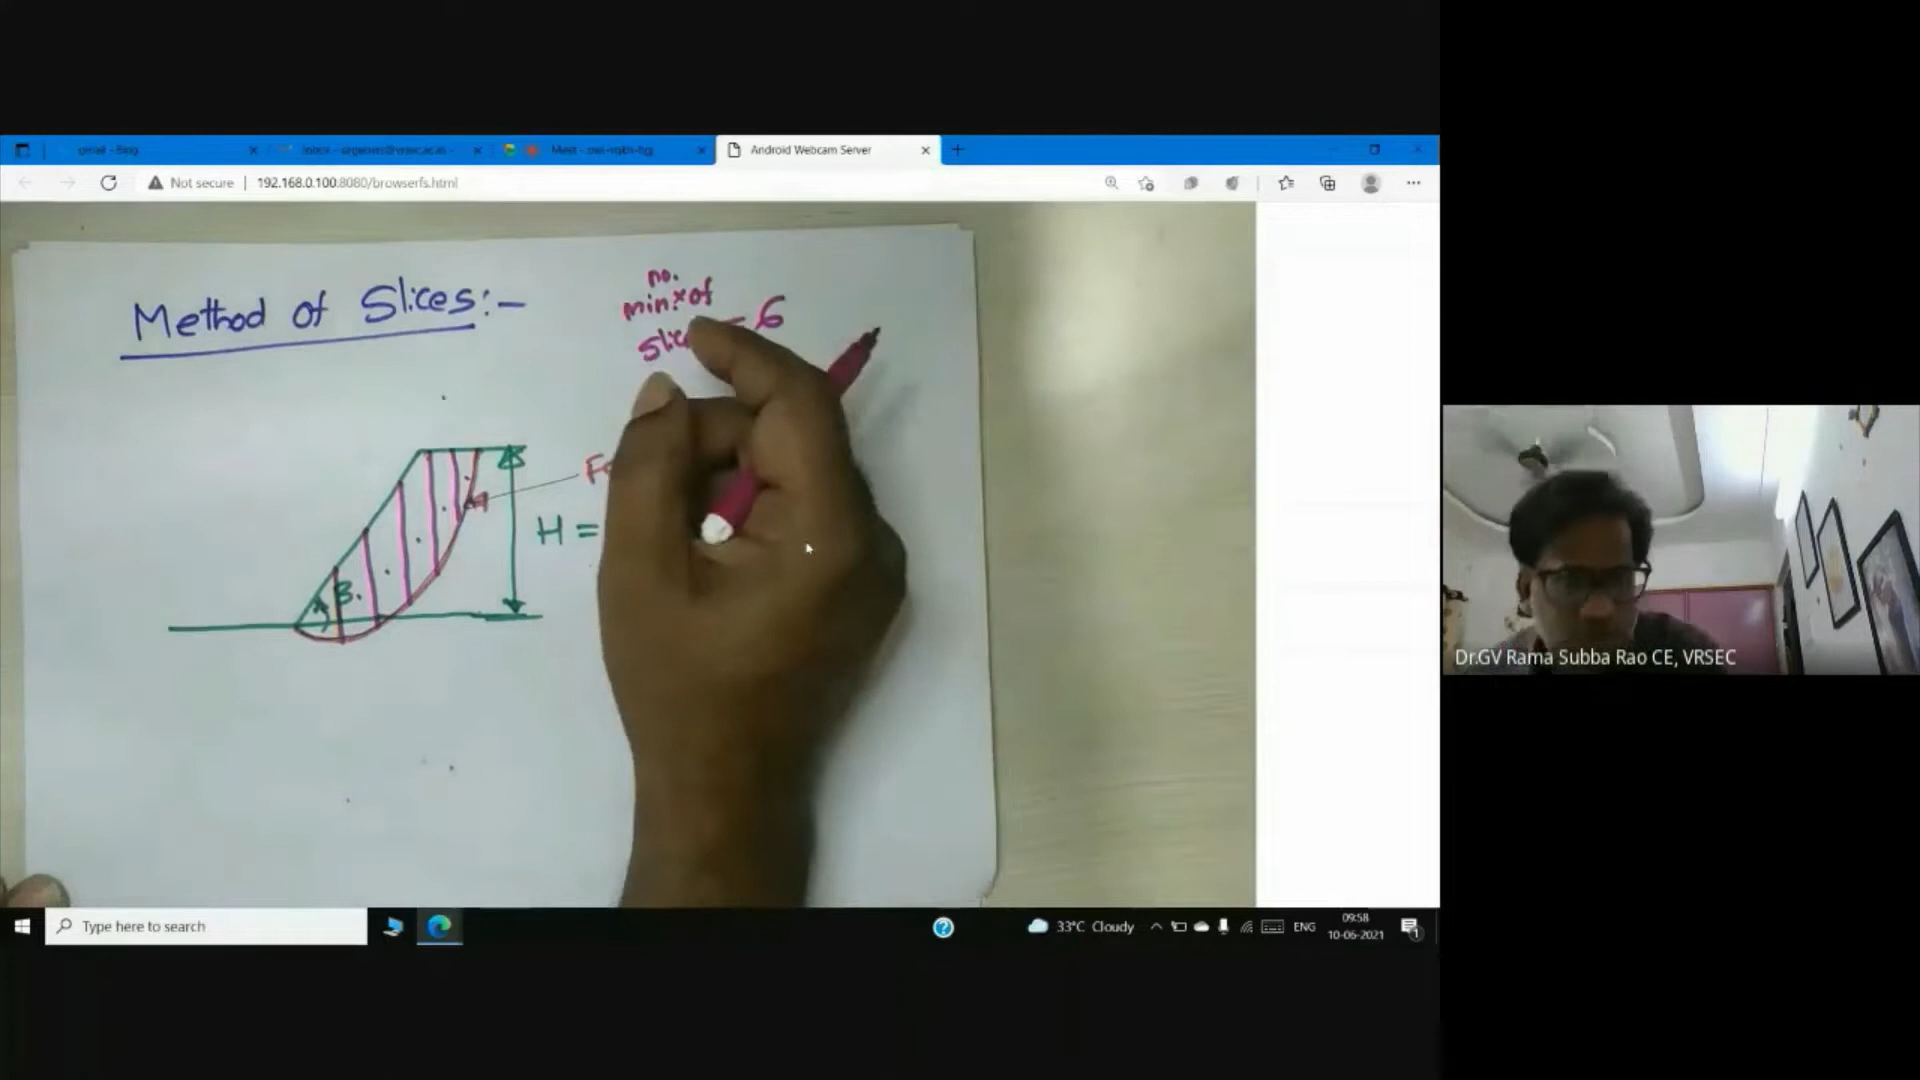 Android Webcam Server
Not secure
192.168.0.100:8080/browserfs.html
Method of Slices:-
no.
min. × of
= 6
H =
β
Dr.GV Rama Subba Rao CE, VRSEC
Type here to search
33°C Cloudy
ENG
09:58
10-06-2021
1